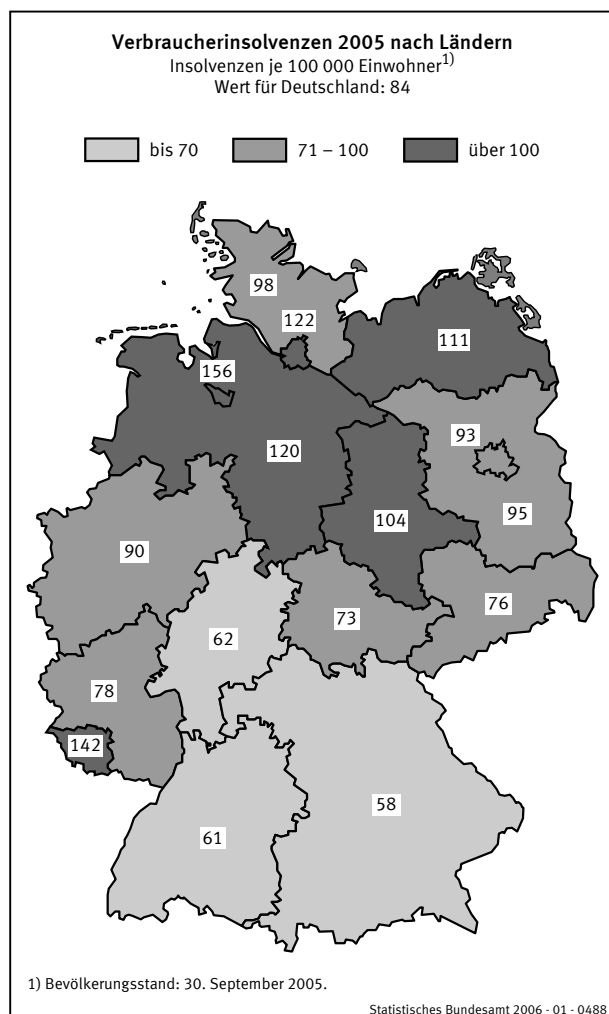 Verbraucherinsolvenzen 2005 nach Ländern
Insolvenzen je 100 000 Einwohner1)
Wert für Deutschland: 84
bis 70
71 – 100
über 100
98
122
111
156
93
120
95
104
90
76
73
62
78
142
58
61
1) Bevölkerungsstand: 30. September 2005.
Statistisches Bundesamt 2006 - 01 - 0488